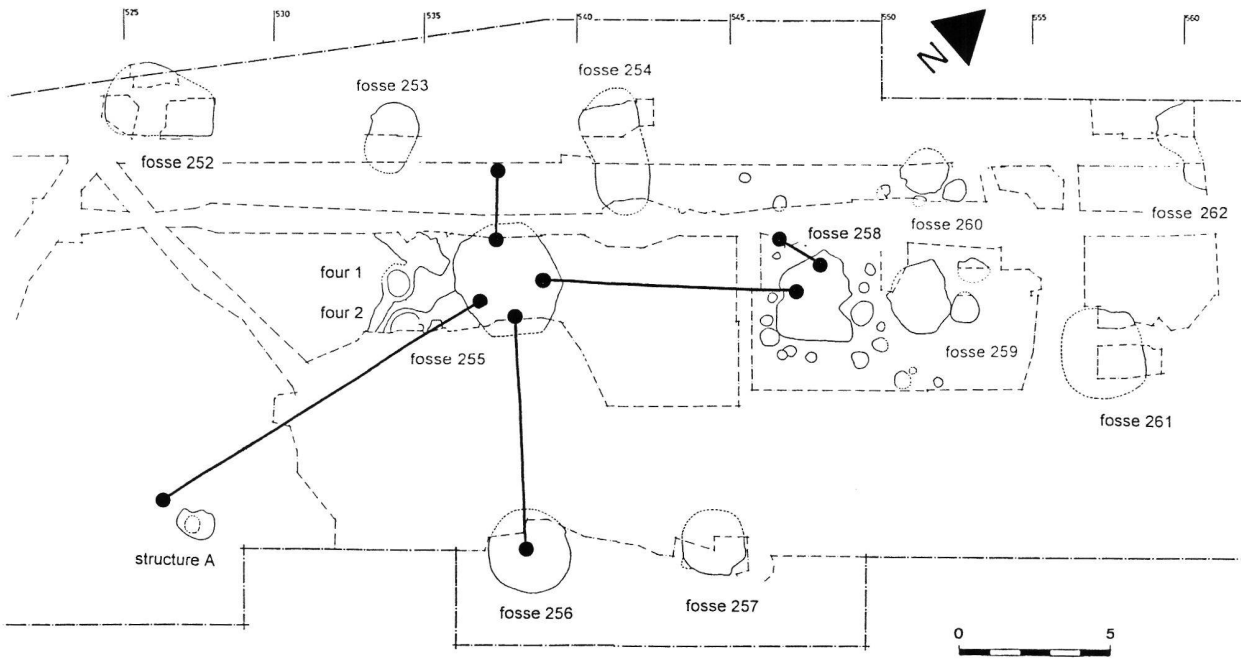 525 530 535 540 545 550 555 560
N
fosse 254
fosse 253
fosse 252
fosse 262
fosse 260
fosse 258
four 1
four 2
fosse 255
fosse 259
fosse 261
structure A
fosse 256
fosse 257
0 5